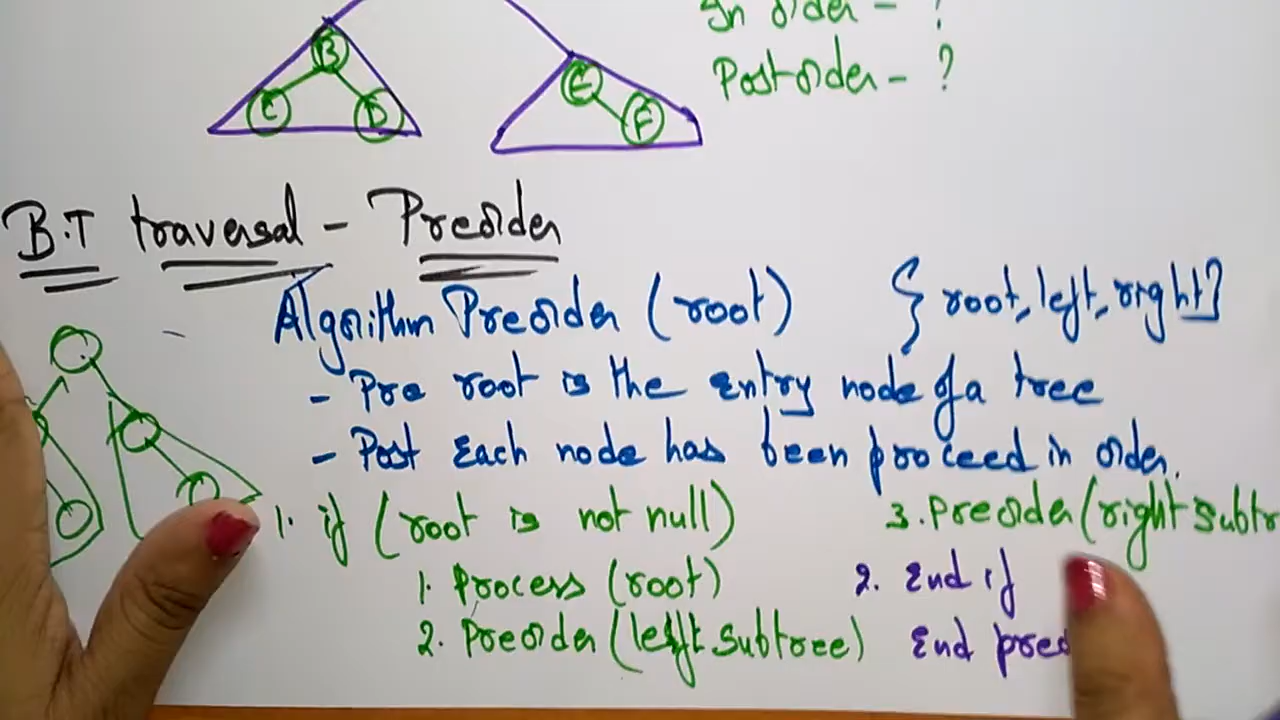 In order - ?
Post order - ?
B
C D
E
F
B.T traversal - Preorder
Algorithm Preorder (root) { root, left, right }
- Pre root is the entry node of a tree
- Post Each node has been proceed in order.
1. if (root is not null)
1. Process (root)
2. Preorder (left subtree)
3. Preorder (right subtr
2. End if
End preo